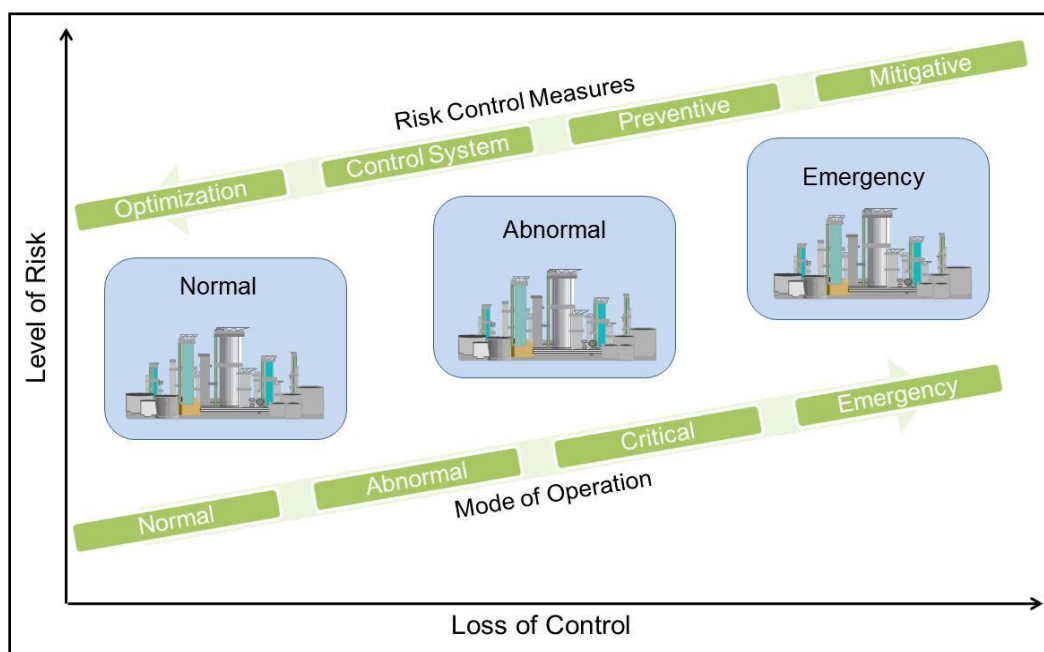 Level of Risk
Risk Control Measures
Optimization
Control System
Preventive
Mitigative
Normal
Abnormal
Emergency
Normal
Abnormal
Critical
Emergency
Mode of Operation
Loss of Control